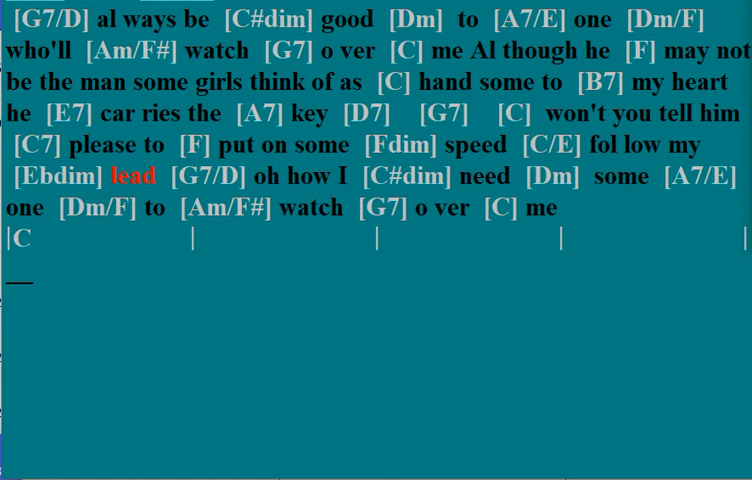 [G7/D] al ways be [C#dim] good [Dm] to [A7/E] one [Dm/F]
who'll [Am/F#] watch [G7] o ver [C] me Al though he [F] may not
be the man some girls think of as [C] hand some to [B7] my heart
he [E7] car ries the [A7] key [D7] [G7] [C] won't you tell him
[C7] please to [F] put on some [Fdim] speed [C/E] fol low my
[Ebdim] lead [G7/D] oh how I [C#dim] need [Dm] some [A7/E]
one [Dm/F] to [Am/F#] watch [G7] o ver [C] me
|C | | | |